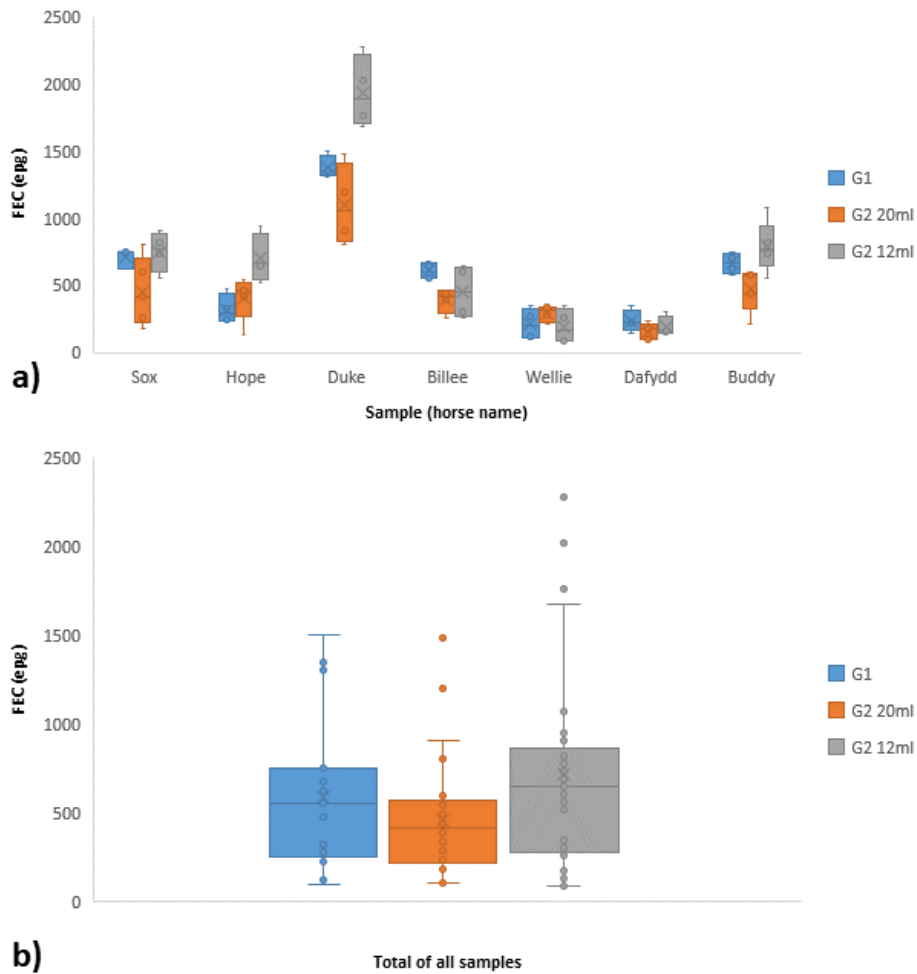 2500
2000
1500
1000
500
0
FEC (epg)
G1
G2 20ml
G2 12ml
a)
Sox Hope Duke Billee Wellie Dafydd Buddy
Sample (horse name)
2500
2000
1500
1000
500
0
FEC (epg)
G1
G2 20ml
G2 12ml
b)
Total of all samples